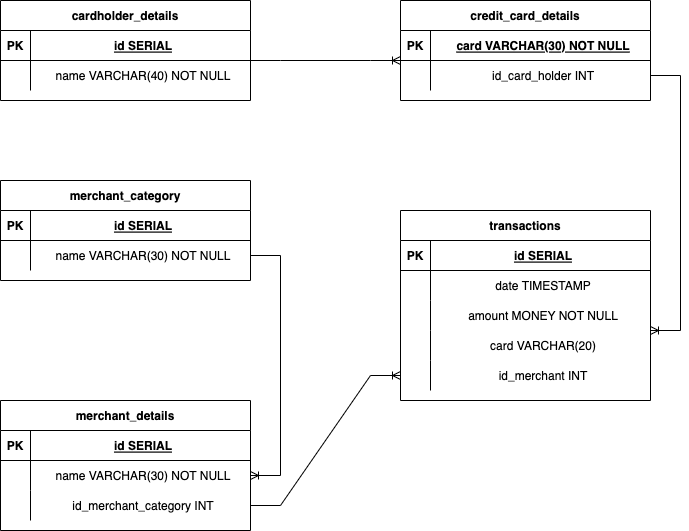 cardholder_details
PK id SERIAL
name VARCHAR(40) NOT NULL
credit_card_details
PK card VARCHAR(30) NOT NULL
id_card_holder INT
merchant_category
PK id SERIAL
name VARCHAR(30) NOT NULL
transactions
PK id SERIAL
date TIMESTAMP
amount MONEY NOT NULL
card VARCHAR(20)
id_merchant INT
merchant_details
PK id SERIAL
name VARCHAR(30) NOT NULL
id_merchant_category INT